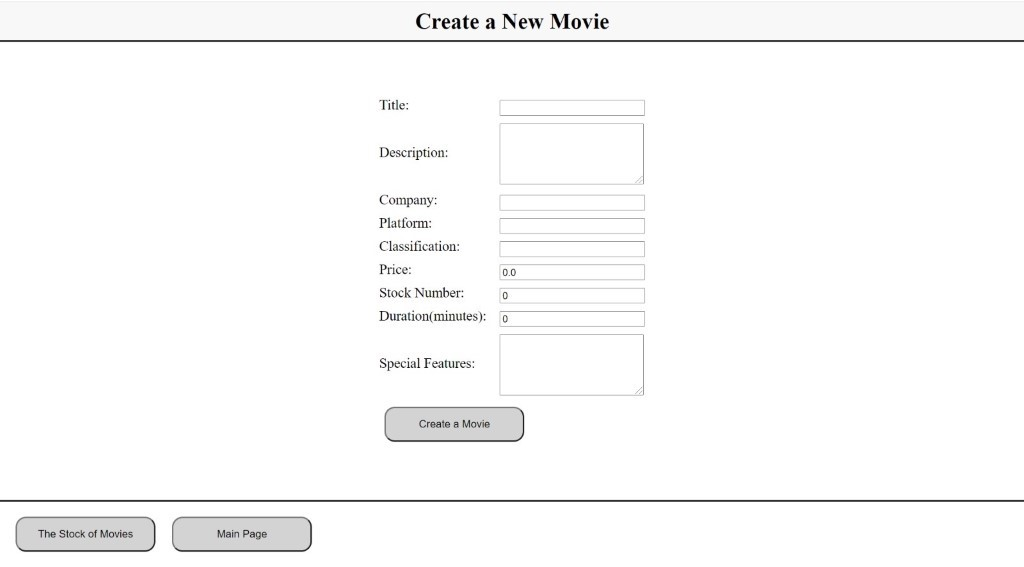 Create a New Movie
Title:
Description:
Company:
Platform:
Classification:
Price: 0.0
Stock Number: 0
Duration(minutes): 0
Special Features:
Create a Movie
The Stock of Movies Main Page